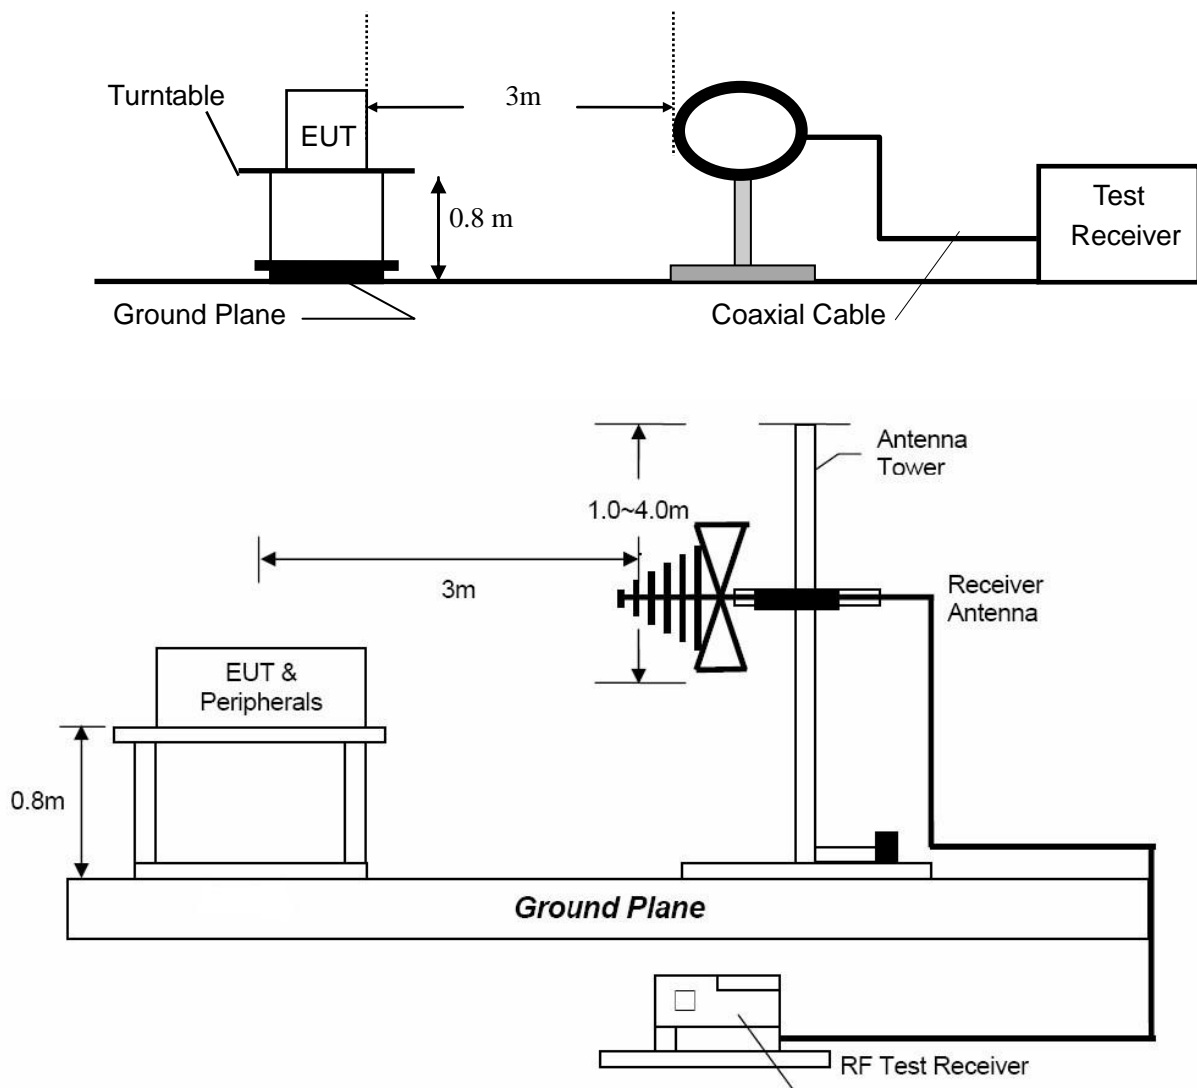 Turntable
3m
EUT
0.8 m
Test
Receiver
Ground Plane
Coaxial Cable
Antenna
Tower
1.0~4.0m
3m
Receiver
Antenna
EUT &
Peripherals
0.8m
Ground Plane
RF Test Receiver